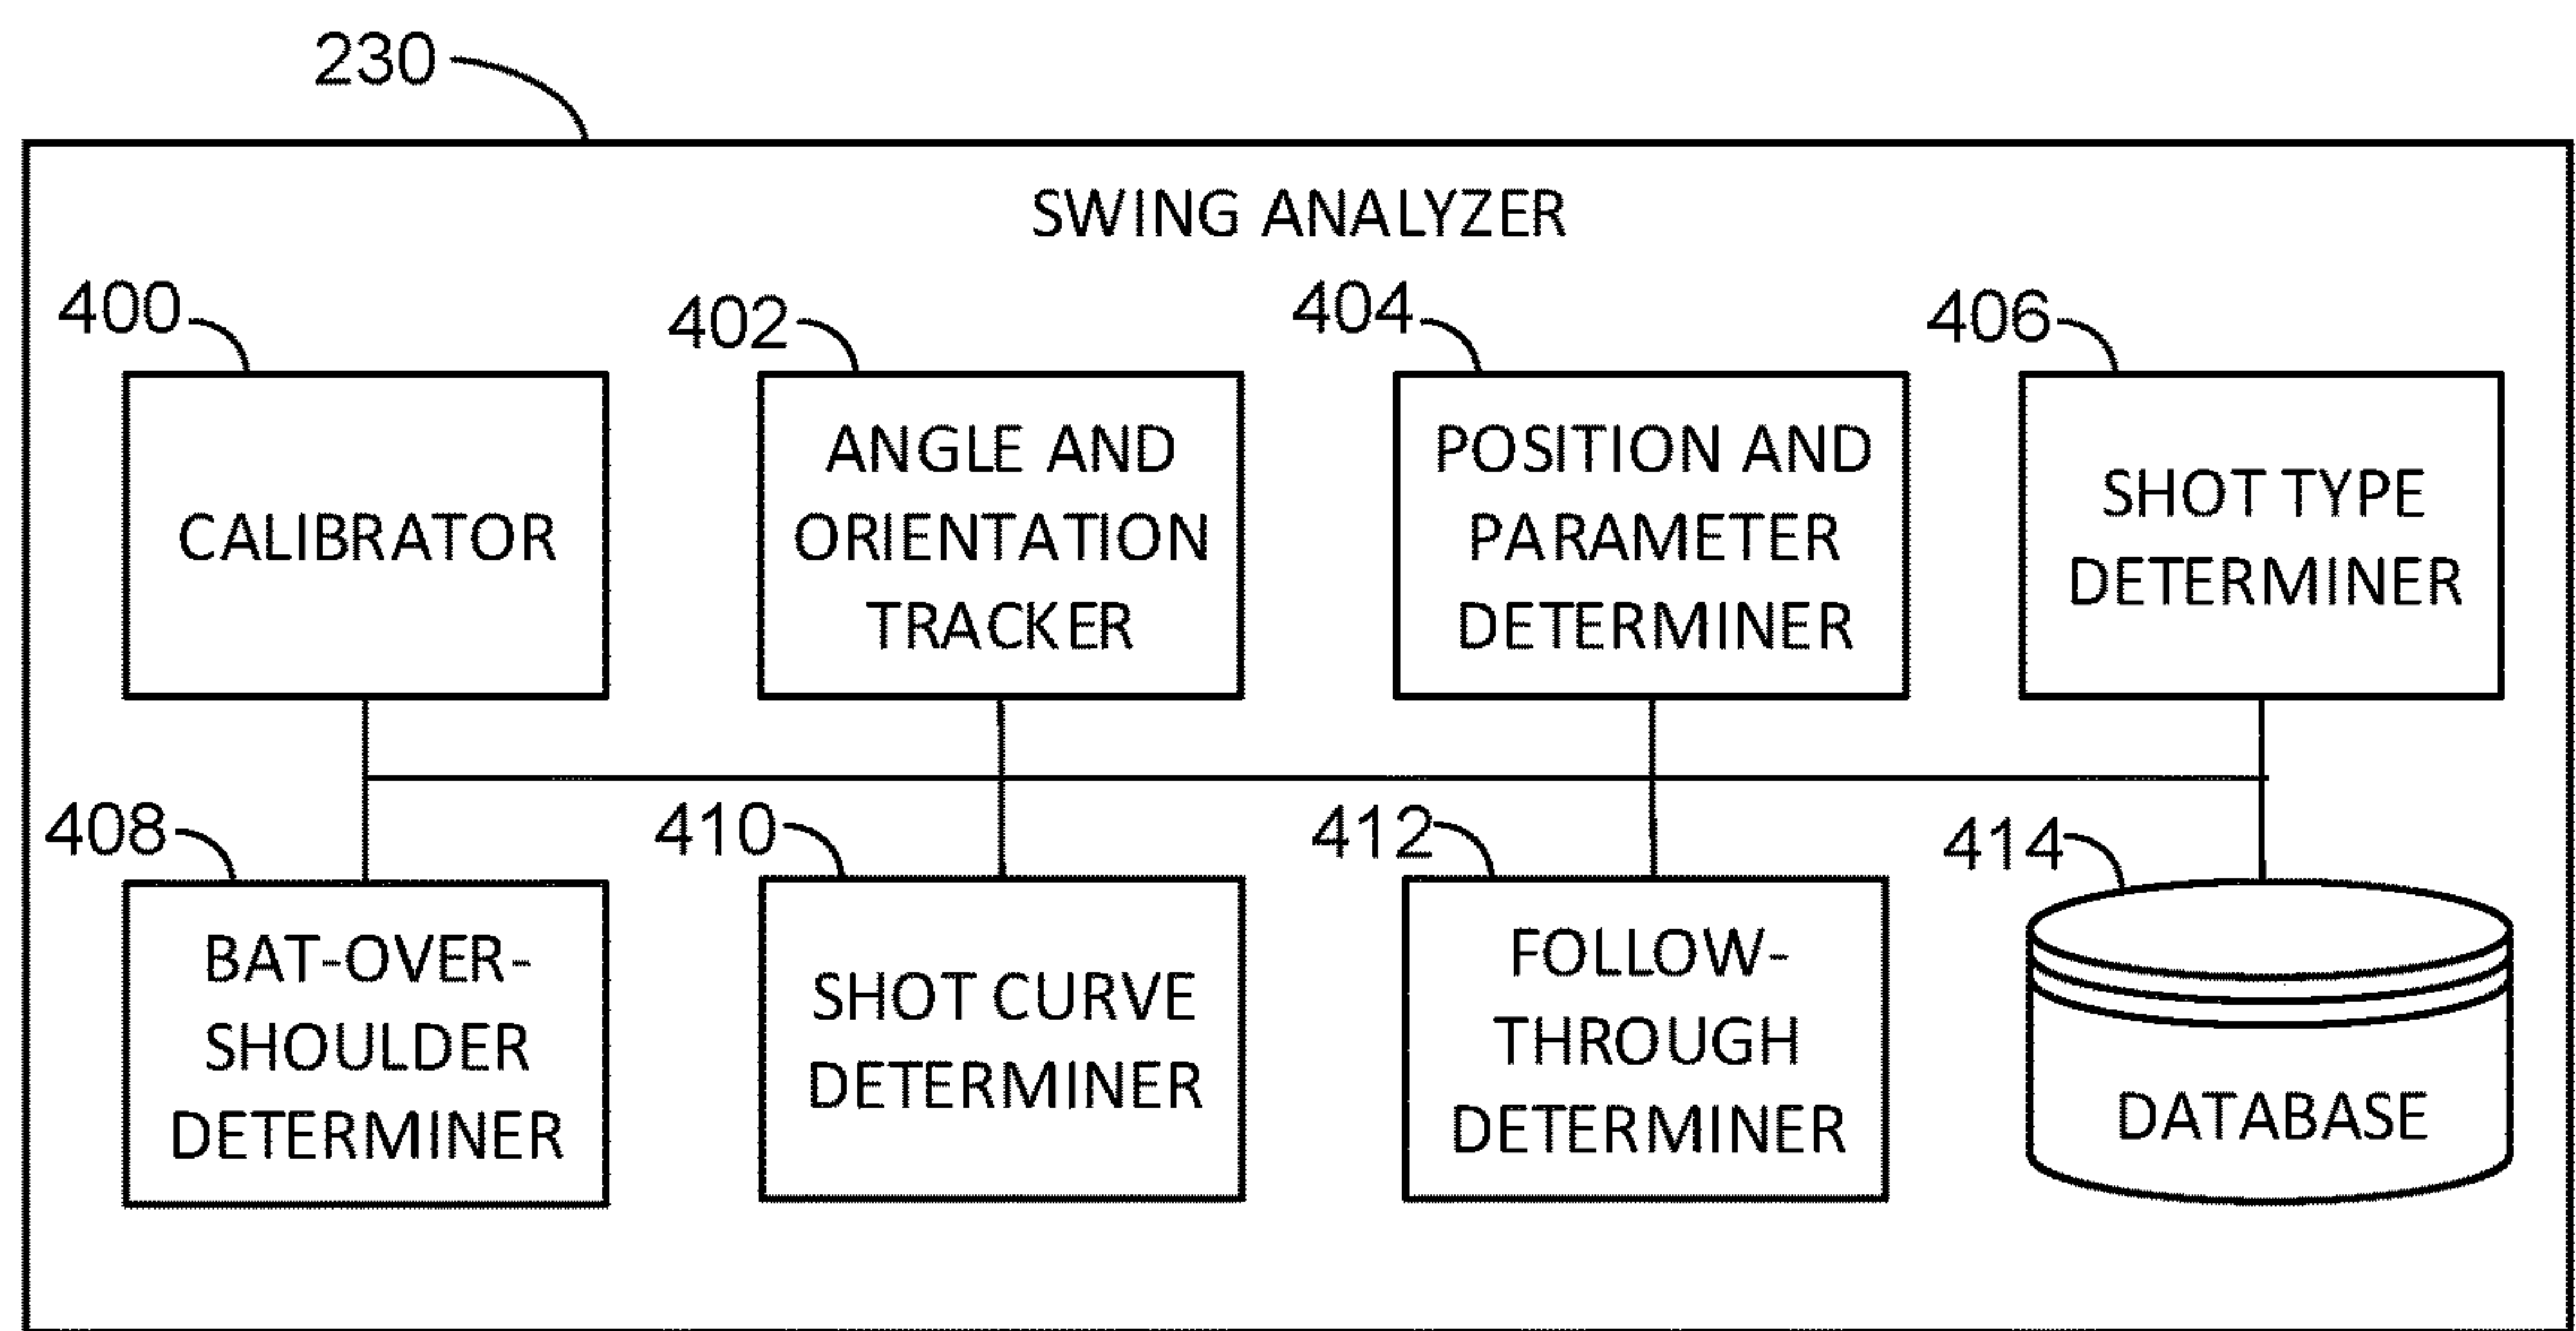 230
SWING ANALYZER
400
402
404
406
CALIBRATOR
ANGLE AND
ORIENTATION
TRACKER
POSITION AND
PARAMETER
DETERMINER
SHOT TYPE
DETERMINER
408
410
412
414
BAT-OVER-
SHOULDER
DETERMINER
SHOT CURVE
DETERMINER
FOLLOW-
THROUGH
DETERMINER
DATABASE